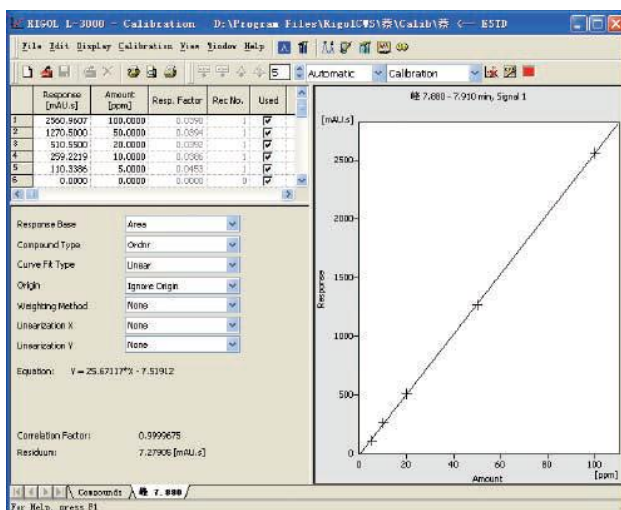 RIGOL L-3000 - Calibration D:\Program Files\RigolCWS\萘\Calib\萘 <-- ESTD
File Edit Display Calibration View Window Help
5 Automatic Calibration
Response [mAU.s] Amount [ppm] Resp. Factor Rec No. Used
1 2560.9607 100.0000 0.0390 1
2 1270.5000 50.0000 0.0394 1
3 510.5500 20.0000 0.0392 1
4 259.2219 10.0000 0.0386 1
5 110.3386 5.0000 0.0453 1
6 0.0000 0.0000 0.0000 0
Response Base Area
Compound Type Ordnr
Curve Fit Type Linear
Origin Ignore Origin
Weighting Method None
Linearization X None
Linearization Y None
Equation: Y = 25.67117*X - 7.51912
Correlation Factor: 0.9999675
Residuum: 7.27908 [mAU.s]
Compounds 峰 7.880
For Help, press F1
峰 7.880 - 7.910 min, Signal 1
[mAU.s]
2500
2000
1500
1000
500
0
Response
0 20 40 60 80 100
Amount [ppm]